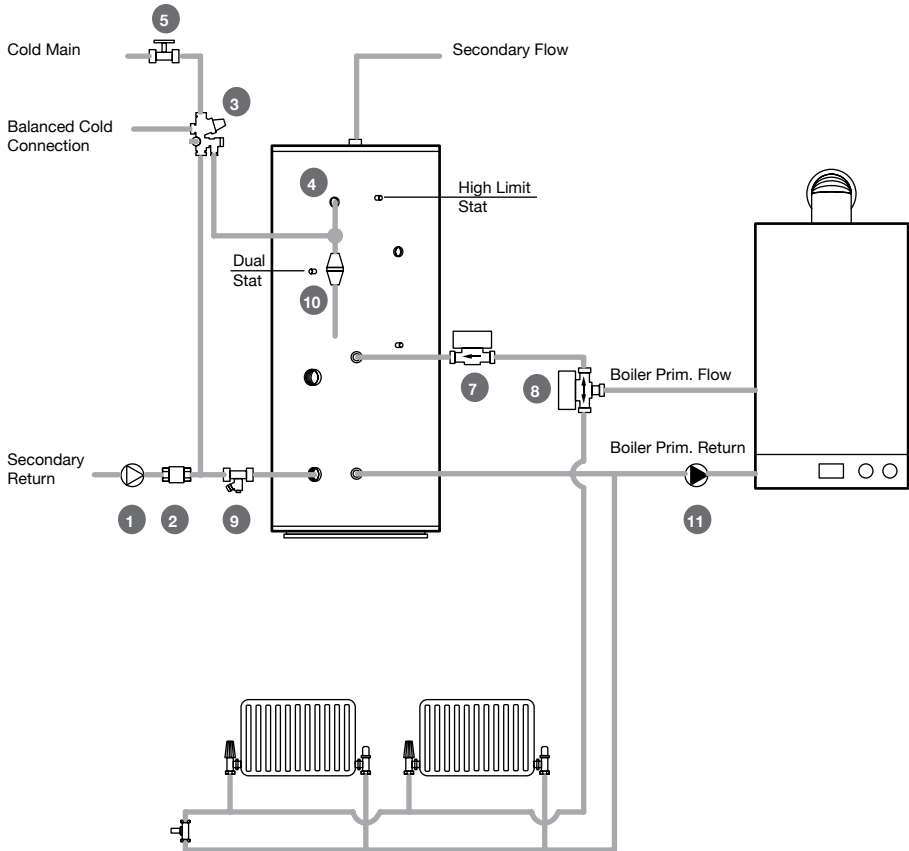 5
Cold Main
Secondary Flow
3
Balanced Cold
Connection
4
High Limit
Stat
Dual
Stat
10
7
8
Boiler Prim. Flow
Boiler Prim. Return
Secondary
Return
1
2
9
11